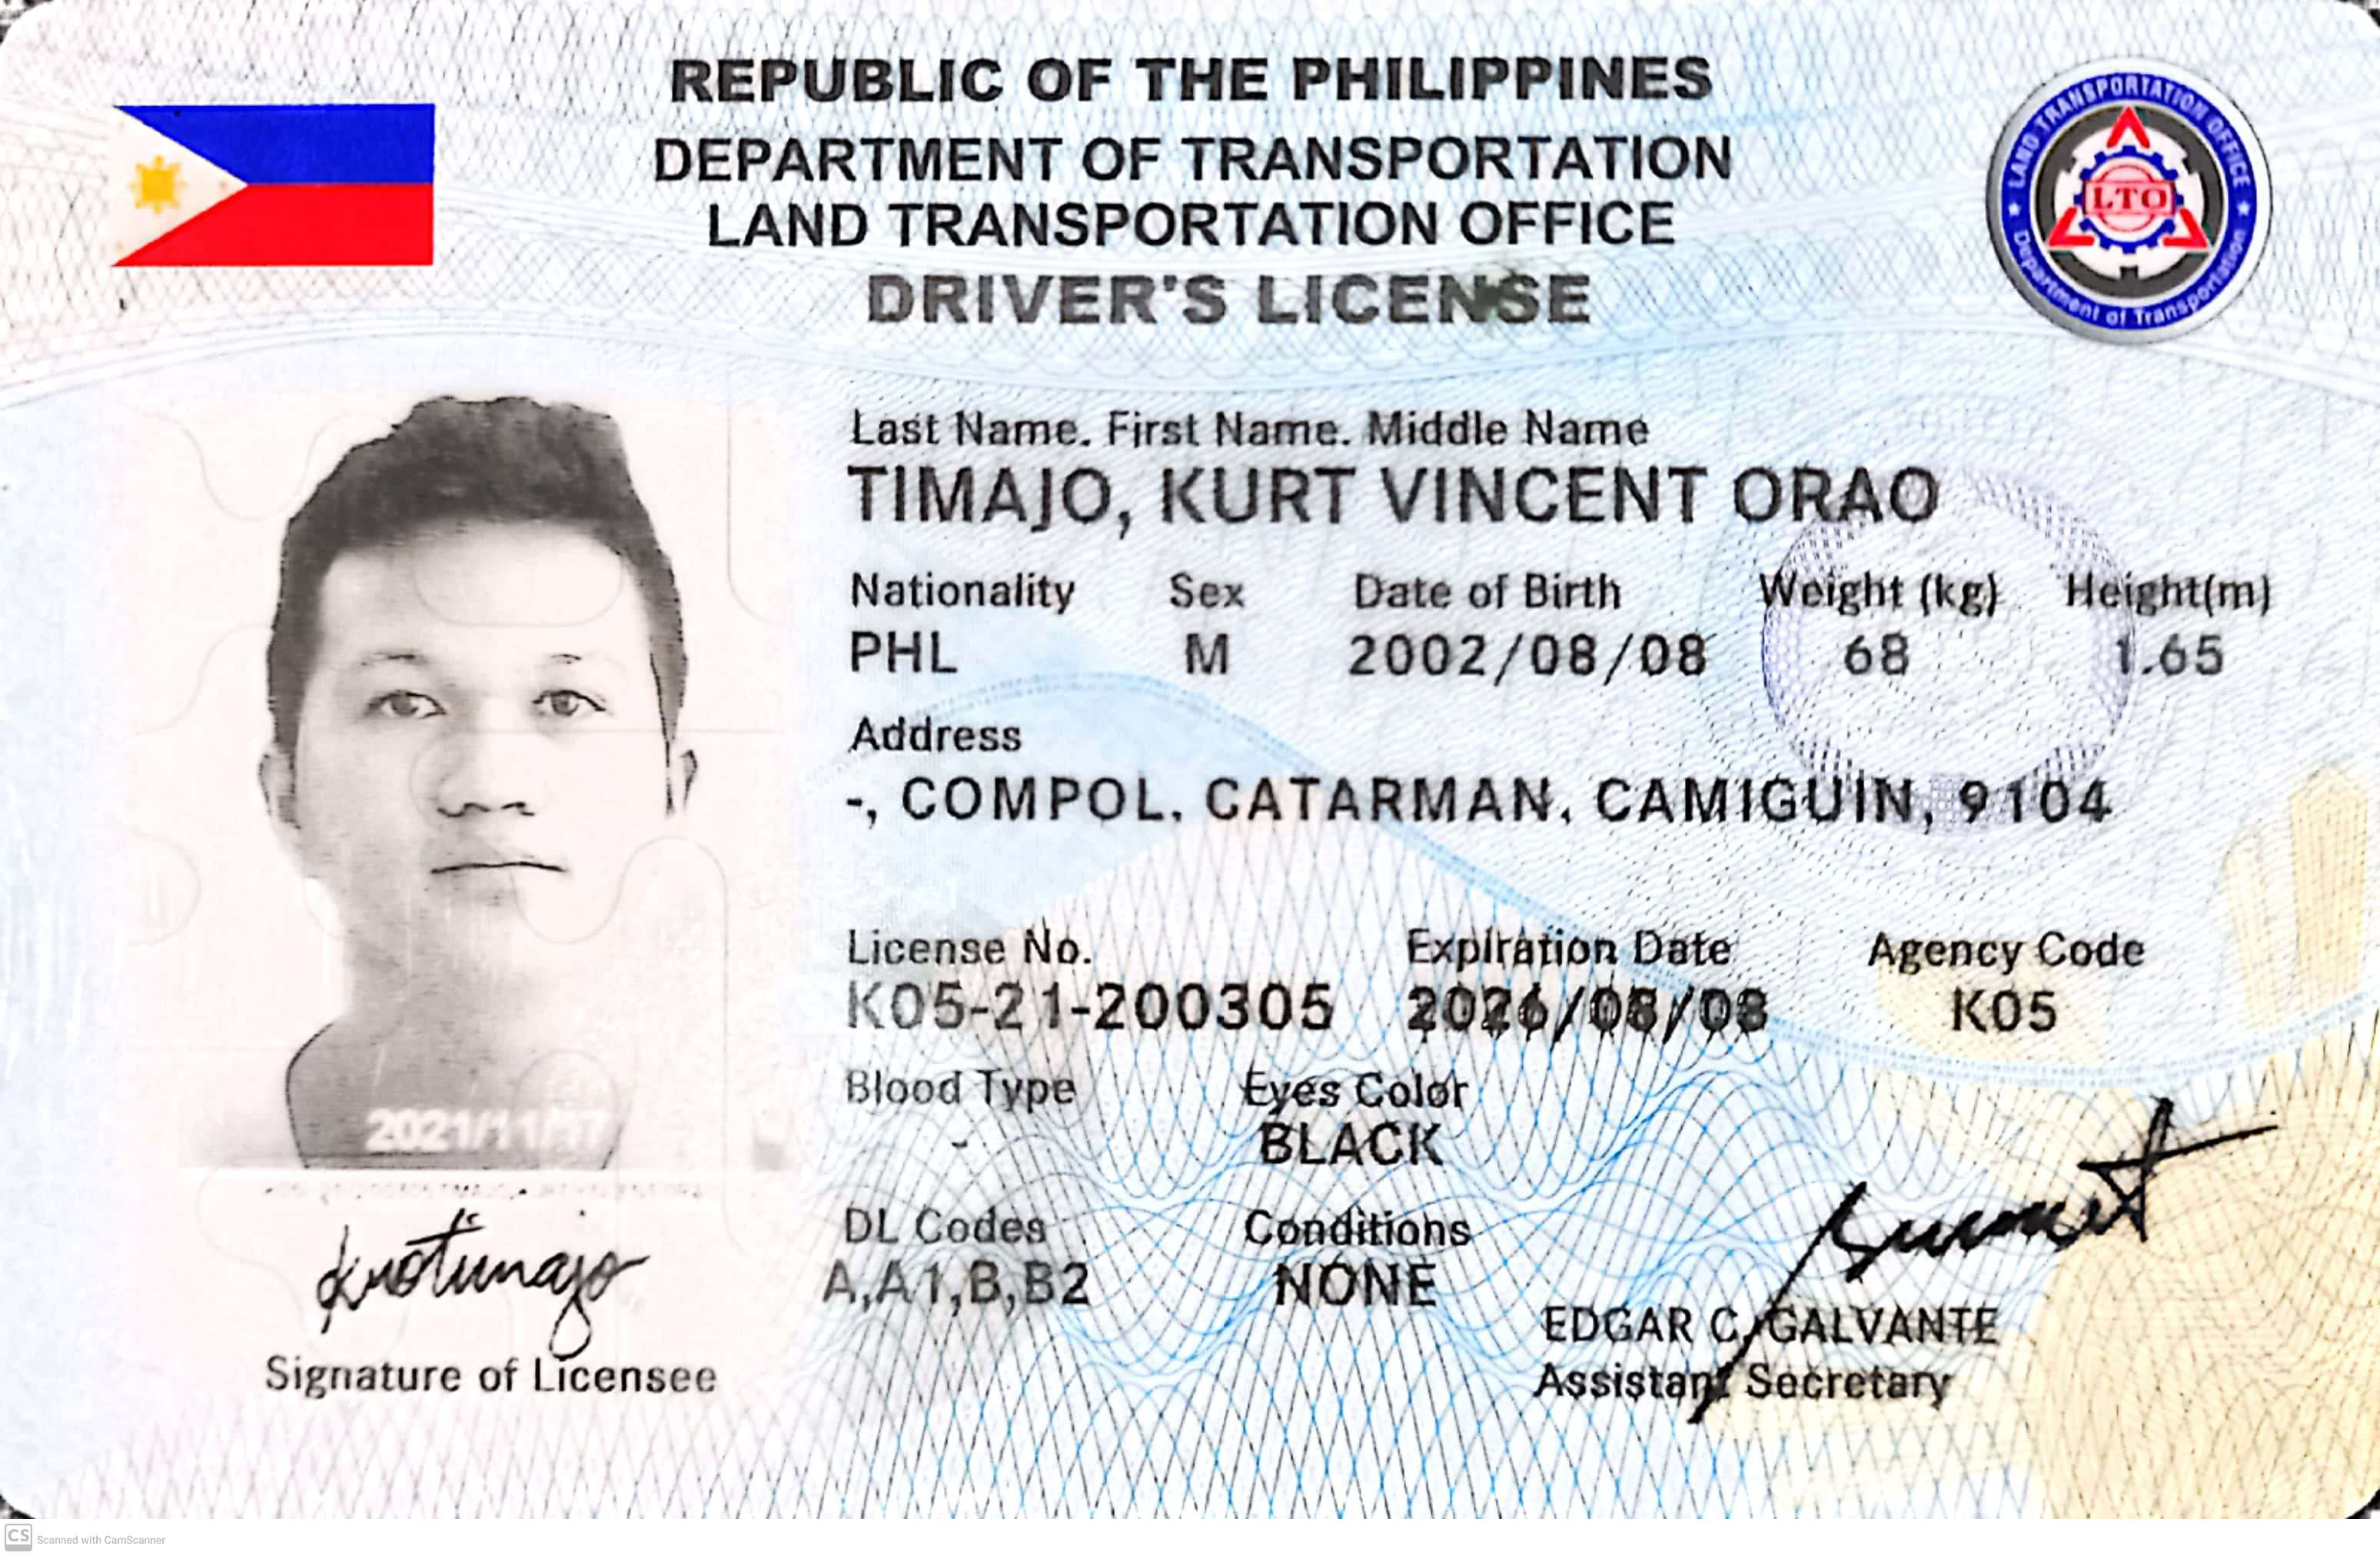 REPUBLIC OF THE PHILIPPINES
DEPARTMENT OF TRANSPORTATION
LAND TRANSPORTATION OFFICE
DRIVER'S LICENSE
LAND TRANSPORTATION OFFICE
LTO
Department of Transportation
Last Name. First Name. Middle Name
TIMAJO, KURT VINCENT ORAO
Nationality Sex Date of Birth Weight (kg) Height(m)
PHL M 2002/08/08 68 1.65
Address
-, COMPOL. CATARMAN, CAMIGUIN, 9104
License No. Expiration Date Agency Code
K05-21-200305 2026/08/08 K05
Blood Type Eyes Color
- BLACK
DL Codes Conditions
A,A1,B,B2 NONE
2021/11/17
Signature of Licensee
EDGAR C. GALVANTE
Assistant Secretary
CS Scanned with CamScanner